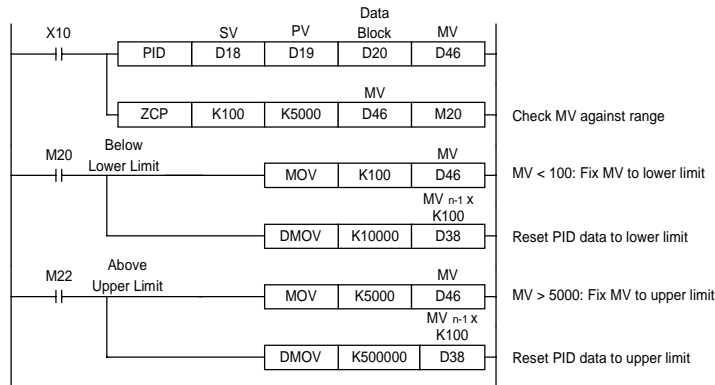 Data
X10 SV PV Block MV
PID D18 D19 D20 D46
MV
ZCP K100 K5000 D46 M20 Check MV against range
M20 Below
Lower Limit MV
MOV K100 D46 MV < 100: Fix MV to lower limit
MV n-1 x
K100
DMOV K10000 D38 Reset PID data to lower limit
M22 Above
Upper Limit MV
MOV K5000 D46 MV > 5000: Fix MV to upper limit
MV n-1 x
K100
DMOV K500000 D38 Reset PID data to upper limit